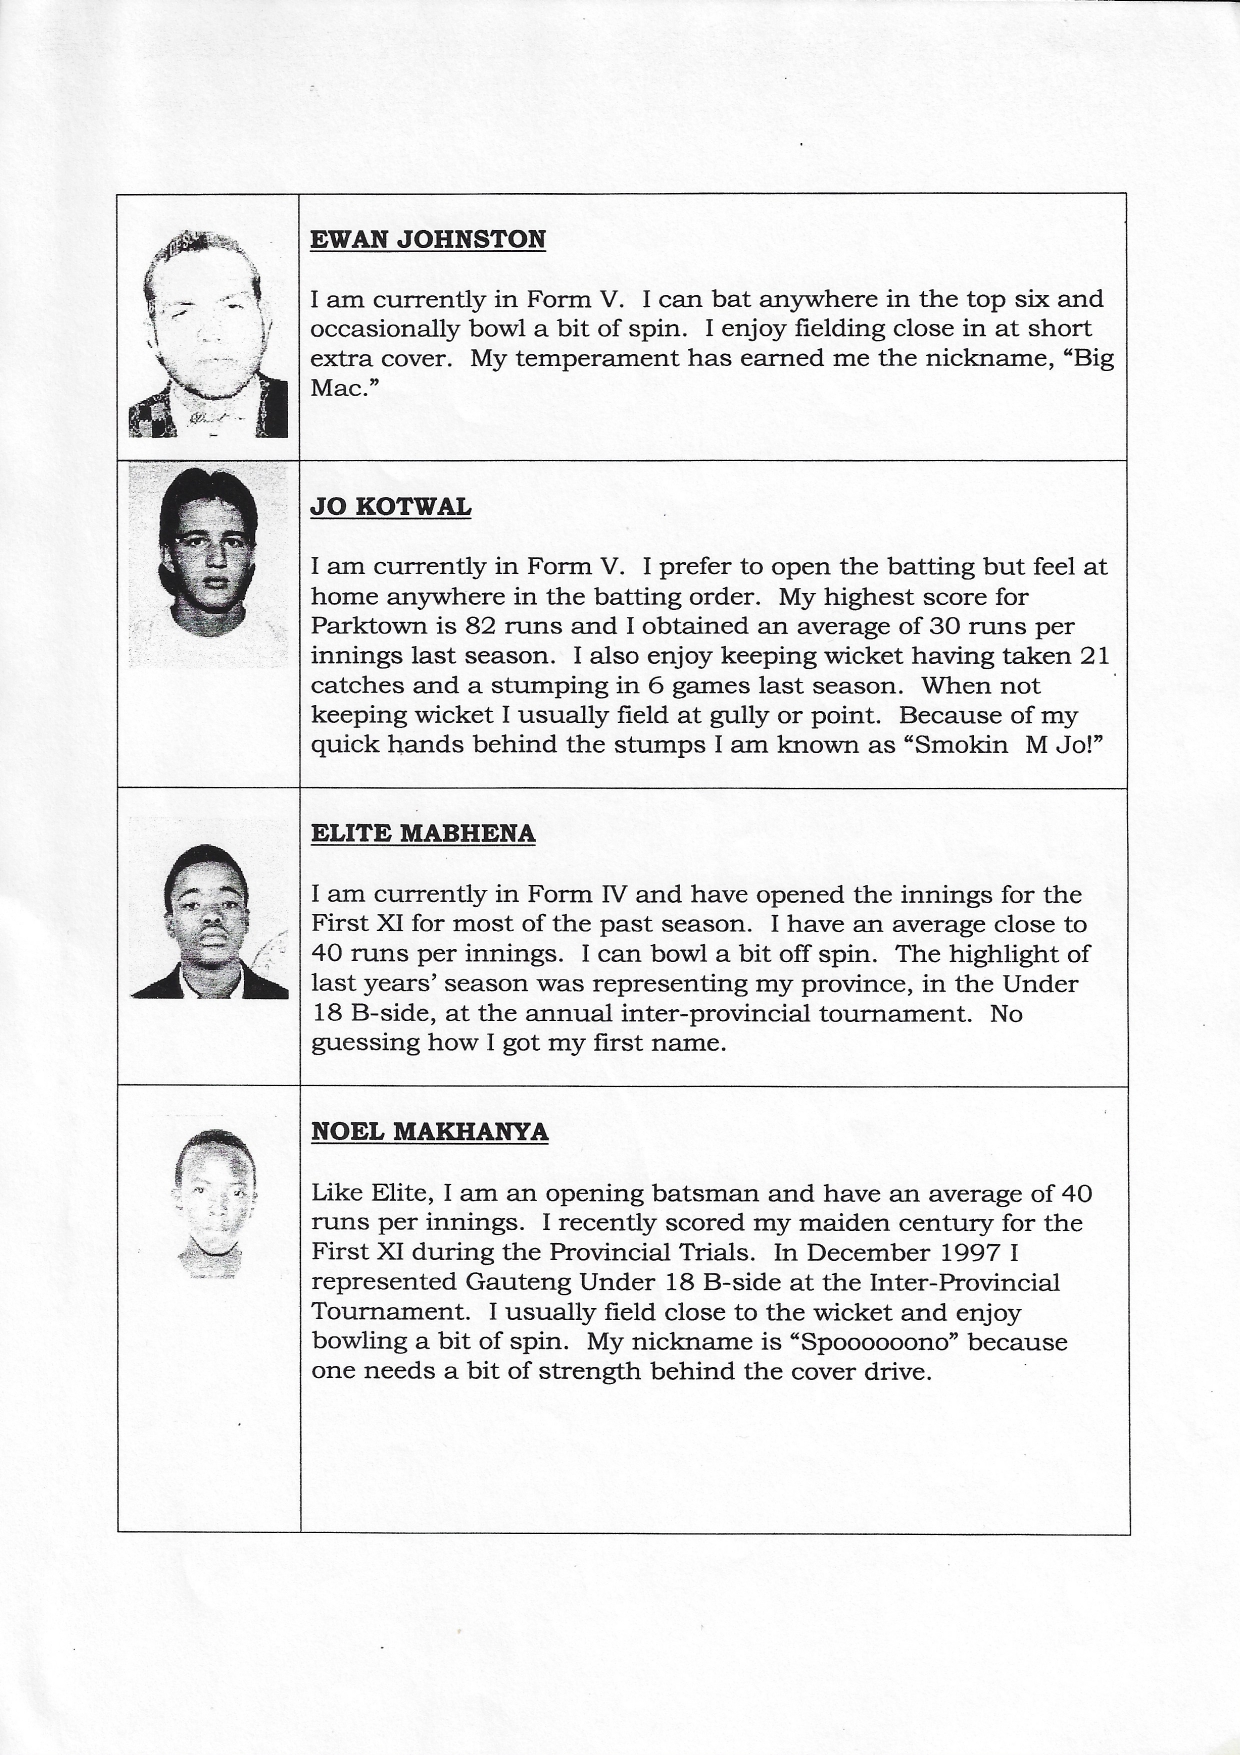 EWAN JOHNSTON
I am currently in Form V. I can bat anywhere in the top six and
occasionally bowl a bit of spin. I enjoy fielding close in at short
extra cover. My temperament has earned me the nickname, “Big
Mac.”
JO KOTWAL
I am currently in Form V. I prefer to open the batting but feel at
home anywhere in the batting order. My highest score for
Parktown is 82 runs and I obtained an average of 30 runs per
innings last season. I also enjoy keeping wicket having taken 21
catches and a stumping in 6 games last season. When not
keeping wicket I usually field at gully or point. Because of my
quick hands behind the stumps I am known as “Smokin M Jo!”
ELITE MABHENA
I am currently in Form IV and have opened the innings for the
First XI for most of the past season. I have an average close to
40 runs per innings. I can bowl a bit off spin. The highlight of
last years’ season was representing my province, in the Under
18 B-side, at the annual inter-provincial tournament. No
guessing how I got my first name.
NOEL MAKHANYA
Like Elite, I am an opening batsman and have an average of 40
runs per innings. I recently scored my maiden century for the
First XI during the Provincial Trials. In December 1997 I
represented Gauteng Under 18 B-side at the Inter-Provincial
Tournament. I usually field close to the wicket and enjoy
bowling a bit of spin. My nickname is “Spooooooono” because
one needs a bit of strength behind the cover drive.